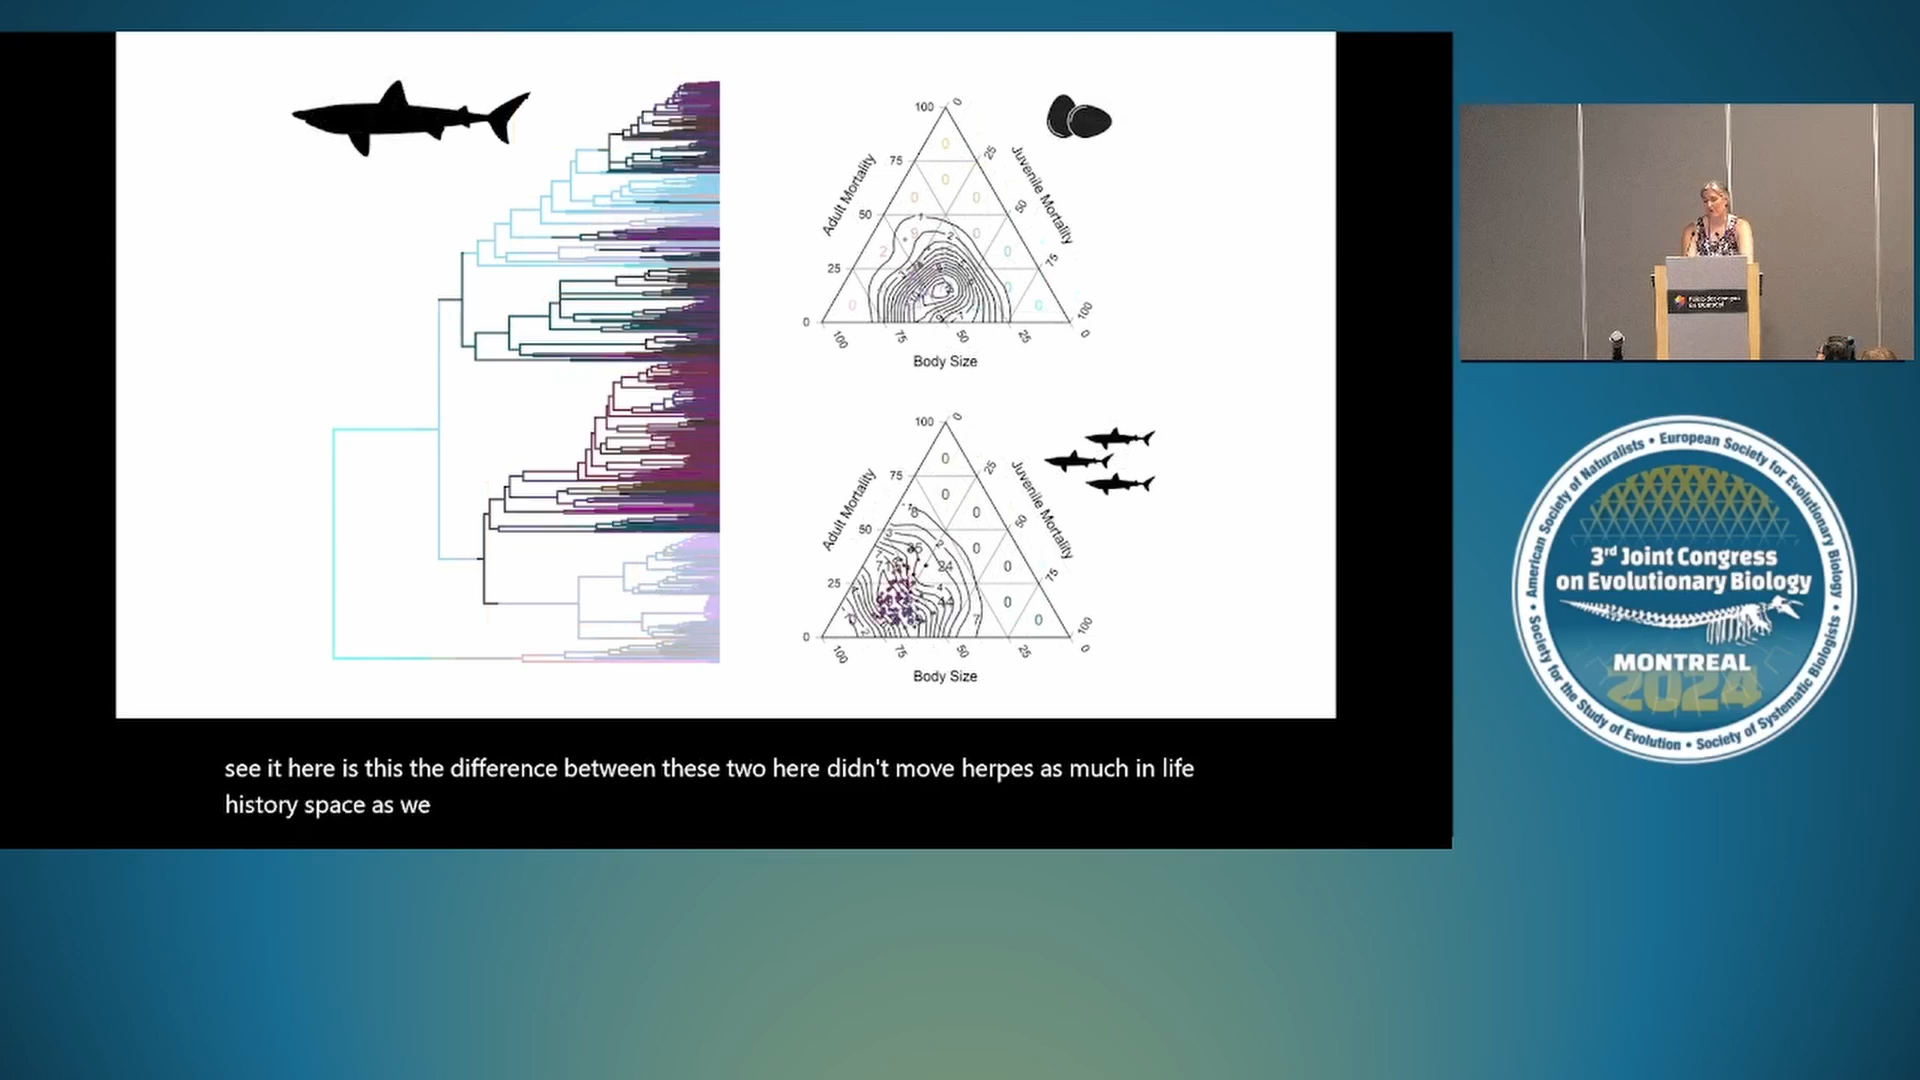 100
0
75
25
Adult Mortality
Juvenile Mortality
50
50
25
75
0
100
100
75
50
25
0
Body Size
100
0
75
25
Adult Mortality
Juvenile Mortality
50
50
25
75
0
100
100
75
50
25
0
Body Size
see it here is this the difference between these two here didn't move herpes as much in life
history space as we
American Society of Naturalists • European Society for Evolutionary Biology • Society of Systematic Biologists • Society for the Study of Evolution •
3rd Joint Congress
on Evolutionary Biology
MONTREAL
2024